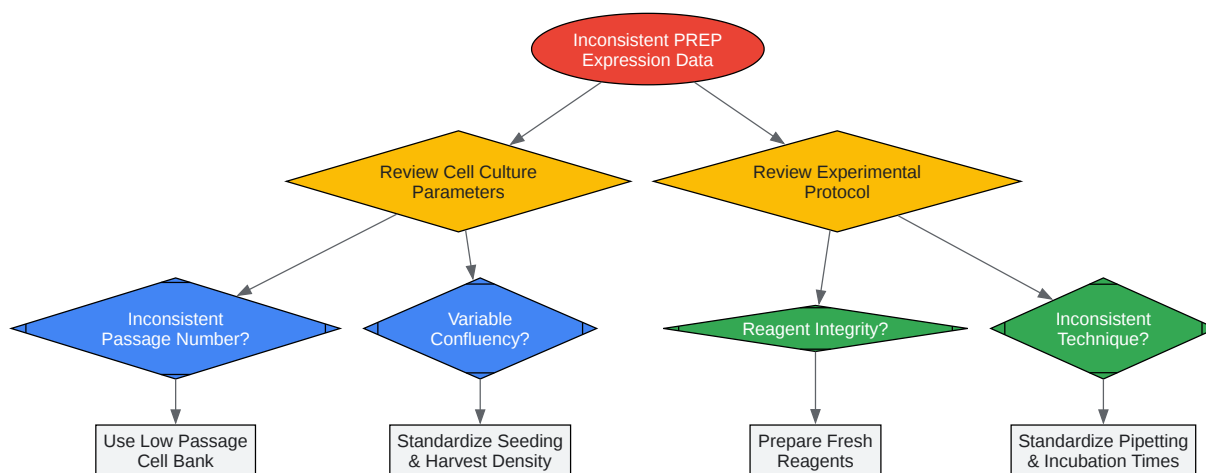 Inconsistent PREP
Expression Data
Review Cell Culture
Parameters
Review Experimental
Protocol
Inconsistent
Passage Number?
Variable
Confluency?
Reagent Integrity?
Inconsistent
Technique?
Use Low Passage
Cell Bank
Standardize Seeding
& Harvest Density
Prepare Fresh
Reagents
Standardize Pipetting
& Incubation Times